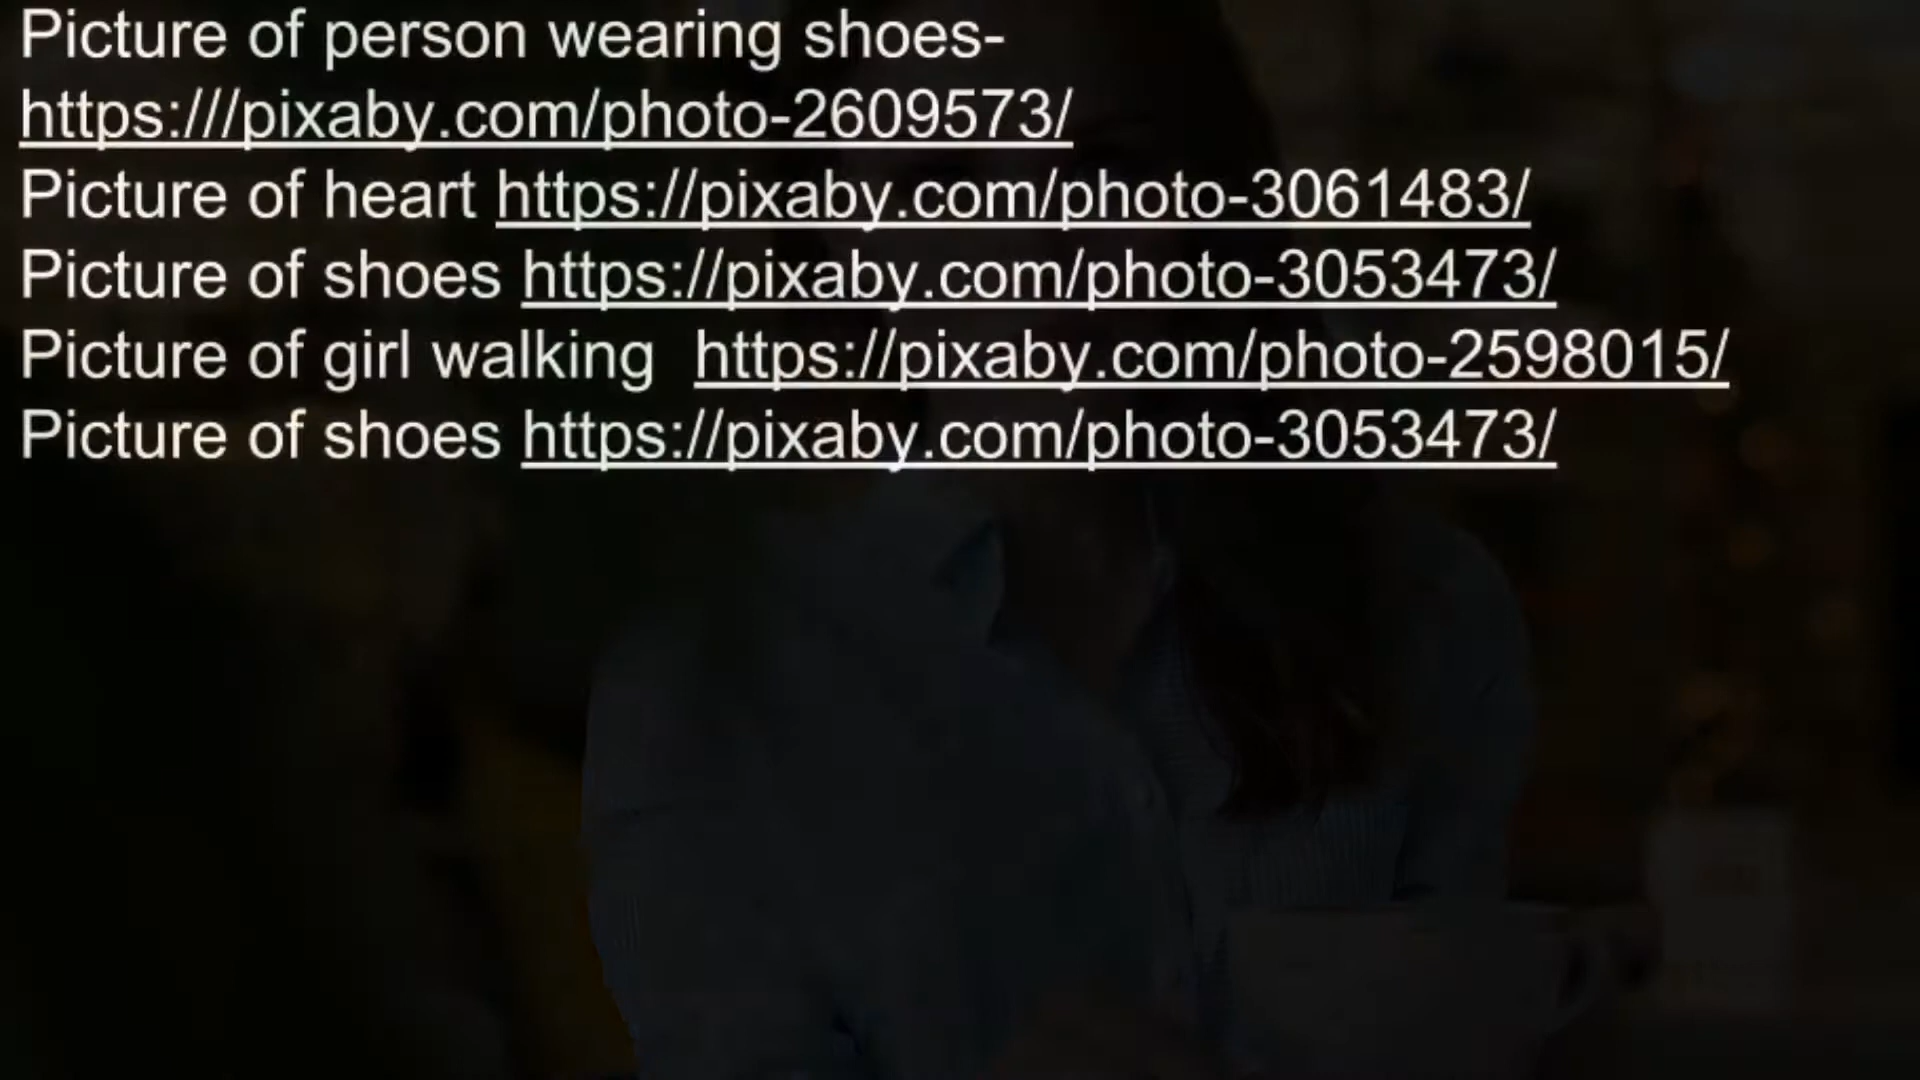 Picture of person wearing shoes-
https:///pixaby.com/photo-2609573/
Picture of heart https://pixaby.com/photo-3061483/
Picture of shoes https://pixaby.com/photo-3053473/
Picture of girl walking  https://pixaby.com/photo-2598015/
Picture of shoes https://pixaby.com/photo-3053473/